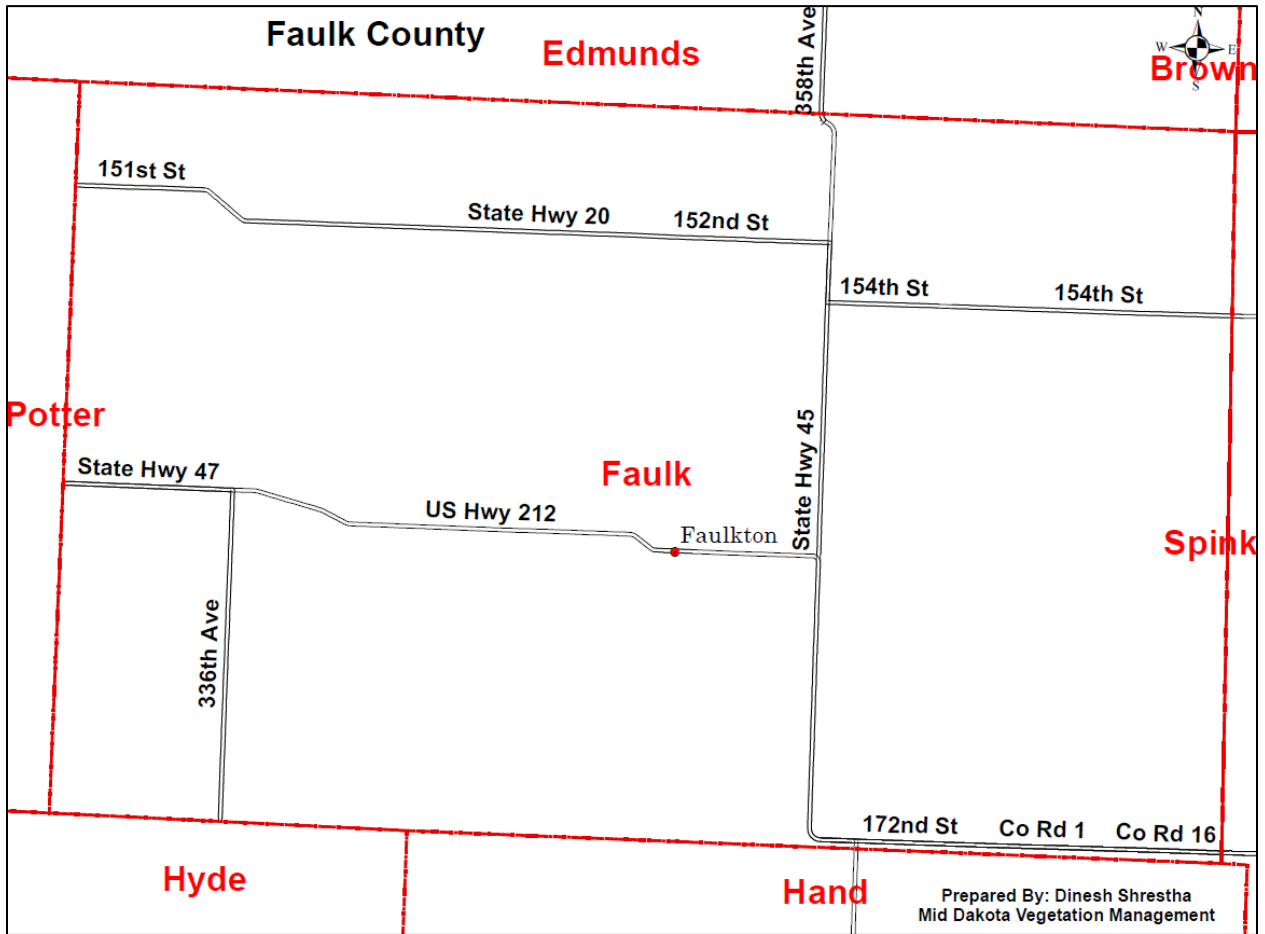 Faulk County
Edmunds
358th Ave
N
W E
S
Brown
151st St
State Hwy 20
152nd St
154th St
154th St
Potter
State Hwy 47
Faulk
US Hwy 212
State Hwy 45
Faulkton
Spink
336th Ave
172nd St
Co Rd 1
Co Rd 16
Hyde
Hand
Prepared By: Dinesh Shrestha
Mid Dakota Vegetation Management